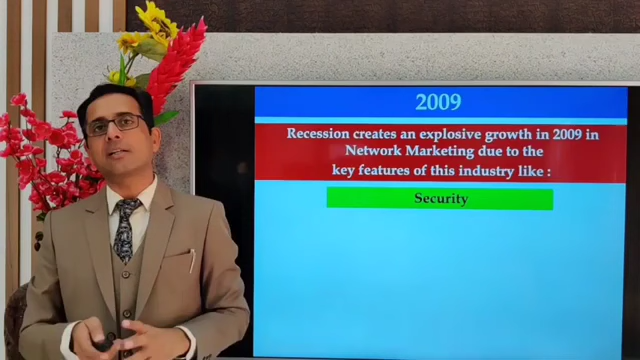 2009
Recession creates an explosive growth in 2009 in
Network Marketing due to the
key features of this industry like :
Security